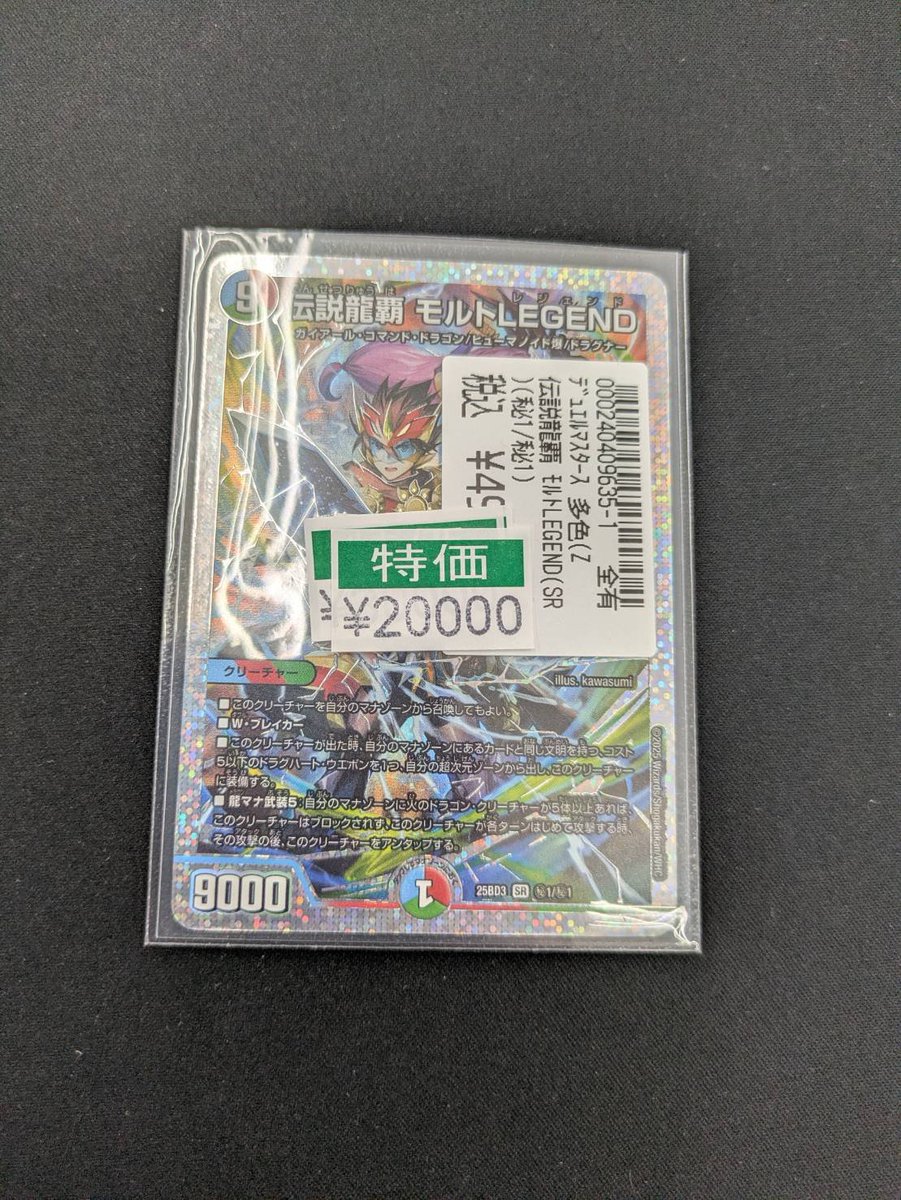 9
伝説龍覇 モルトLEGEND
レジェンド
ガイアール・コマンド・ドラゴン/ヒューマノイド爆/ドラグナー
000240409635-1 全有
デュエルマスターズ 多色(Z
伝説龍覇 モルトLEGEND(SR
)(秘1/秘1)
税込 ¥49
特価
¥20000
クリーチャー
illus. kawasumi
■このクリーチャーを自分のマナゾーンから召喚してもよい。
■W・ブレイカー
■このクリーチャーが出た時、自分のマナゾーンにあるカードと同じ文明を持つ、コスト
5以下のドラグハート・ウエポンを1つ、自分の超次元ゾーンから出し、このクリーチャー
に装備する。
■龍マナ武装5:自分のマナゾーンに火のドラゴン・クリーチャーが5体以上あれば、
このクリーチャーはブロックされず、このクリーチャーが各ターンはじめて攻撃する時、
その攻撃の後、このクリーチャーをアンタップする。
9000
1
25BD3 SR 秘1/秘1